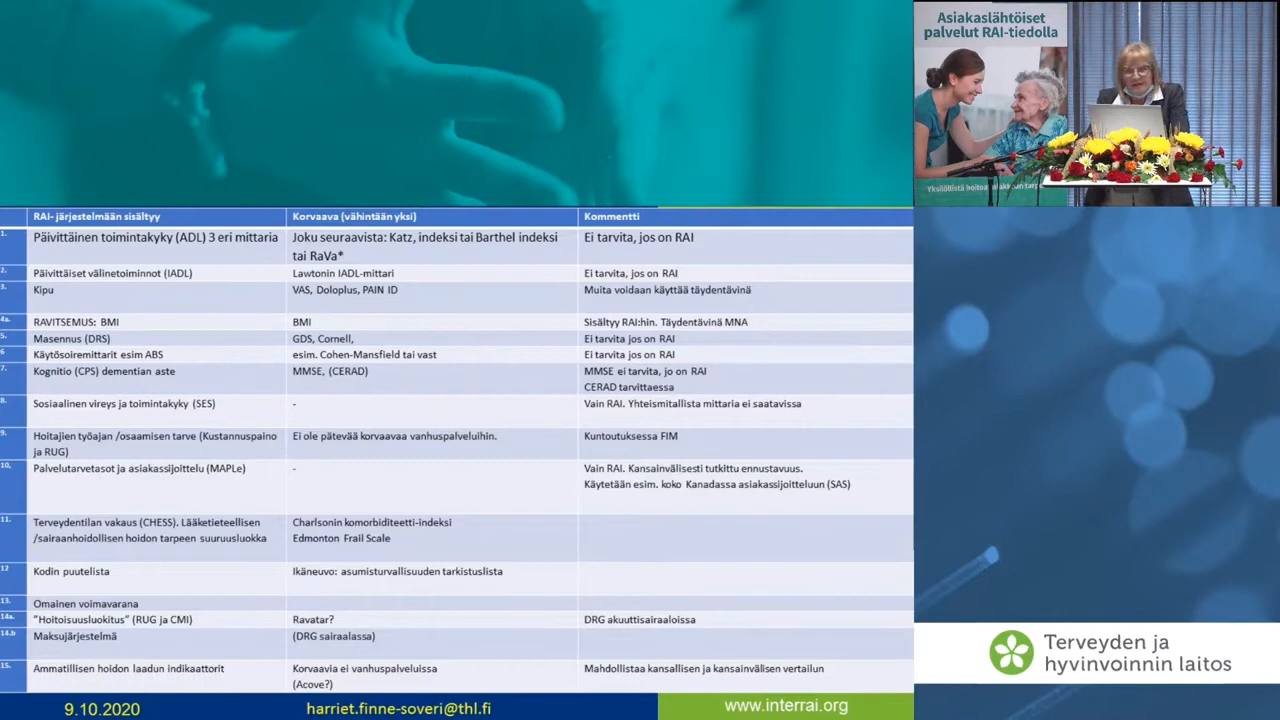 Asiakaslähtöiset
palvelut RAI-tiedolla
RAI- järjestelmään sisältyy
Korvaava (vähintään yksi)
Kommentti
1.
Päivittäinen toimintakyky (ADL) 3 eri mittaria
Joku seuraavista: Katz, indeksi tai Barthel indeksi
tai RaVa*
Ei tarvita, jos on RAI
2.
Päivittäiset välinetoiminnot (IADL)
Lawtonin IADL-mittari
Ei tarvita, jos on RAI
3.
Kipu
VAS, Doloplus, PAIN ID
Muita voidaan käyttää täydentävinä
4a.
RAVITSEMUS: BMI
BMI
Sisältyy RAI:hin. Täydentävinä MNA
5.
Masennus (DRS)
GDS, Cornell,
Ei tarvita jos on RAI
6
Käytösoiremittarit esim ABS
esim. Cohen-Mansfield tai vast
Ei tarvita jos on RAI
7.
Kognitio (CPS) dementian aste
MMSE, (CERAD)
MMSE ei tarvita, jo on RAI
CERAD tarvittaessa
8.
Sosiaalinen vireys ja toimintakyky (SES)
-
Vain RAI. Yhteismitallista mittaria ei saatavissa
9.
Hoitajien työajan /osaamisen tarve (Kustannuspaino
ja RUG)
Ei ole pätevää korvaavaa vanhuspalveluihin.
Kuntoutuksessa FIM
10,
Palvelutarvetasot ja asiakassijoittelu (MAPLe)
-
Vain RAI. Kansainvälisesti tutkittu ennustavuus.
Käytetään esim. koko Kanadassa asiakassijoitteluun (SAS)
11.
Terveydentilan vakaus (CHESS). Lääketieteellisen
/sairaanhoidollisen hoidon tarpeen suuruusluokka
Charlsonin komorbiditeetti-indeksi
Edmonton Frail Scale
12
Kodin puutelista
Ikäneuvo: asumisturvallisuuden tarkistuslista
13.
Omainen voimavarana
14a.
"Hoitoisuusluokitus" (RUG ja CMI)
Ravatar?
DRG akuuttisairaaloissa
14.b
Maksujärjestelmä
(DRG sairaalassa)
15.
Ammatillisen hoidon laadun indikaattorit
Korvaavia ei vanhuspalveluissa
(Acove?)
Mahdollistaa kansallisen ja kansainvälisen vertailun
9.10.2020
harriet.finne-soveri@thl.fi
www.interrai.org
Yksilöllistä
Terveyden ja
hyvinvoinnin laitos